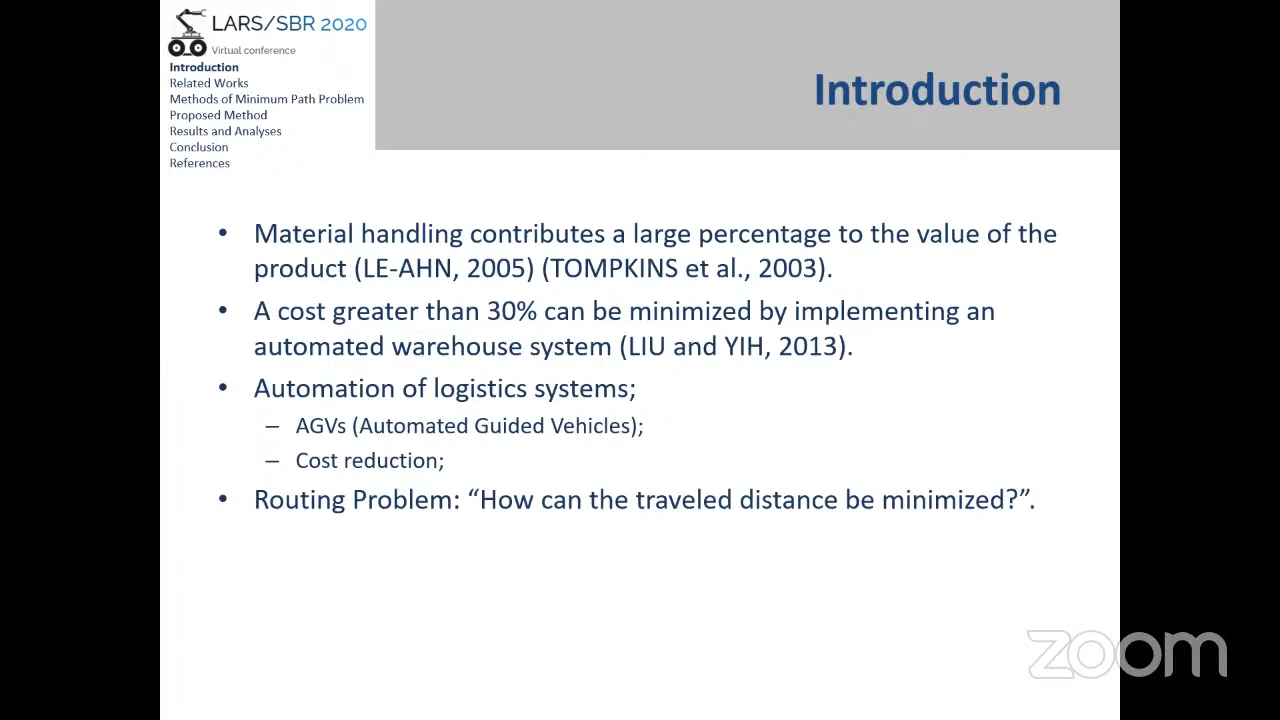 LARS/SBR 2020
Virtual conference
Introduction
Related Works
Methods of Minimum Path Problem
Proposed Method
Results and Analyses
Conclusion
References
Introduction
• Material handling contributes a large percentage to the value of the
product (LE-AHN, 2005) (TOMPKINS et al., 2003).
• A cost greater than 30% can be minimized by implementing an
automated warehouse system (LIU and YIH, 2013).
• Automation of logistics systems;
– AGVs (Automated Guided Vehicles);
– Cost reduction;
• Routing Problem: “How can the traveled distance be minimized?”.
zoom